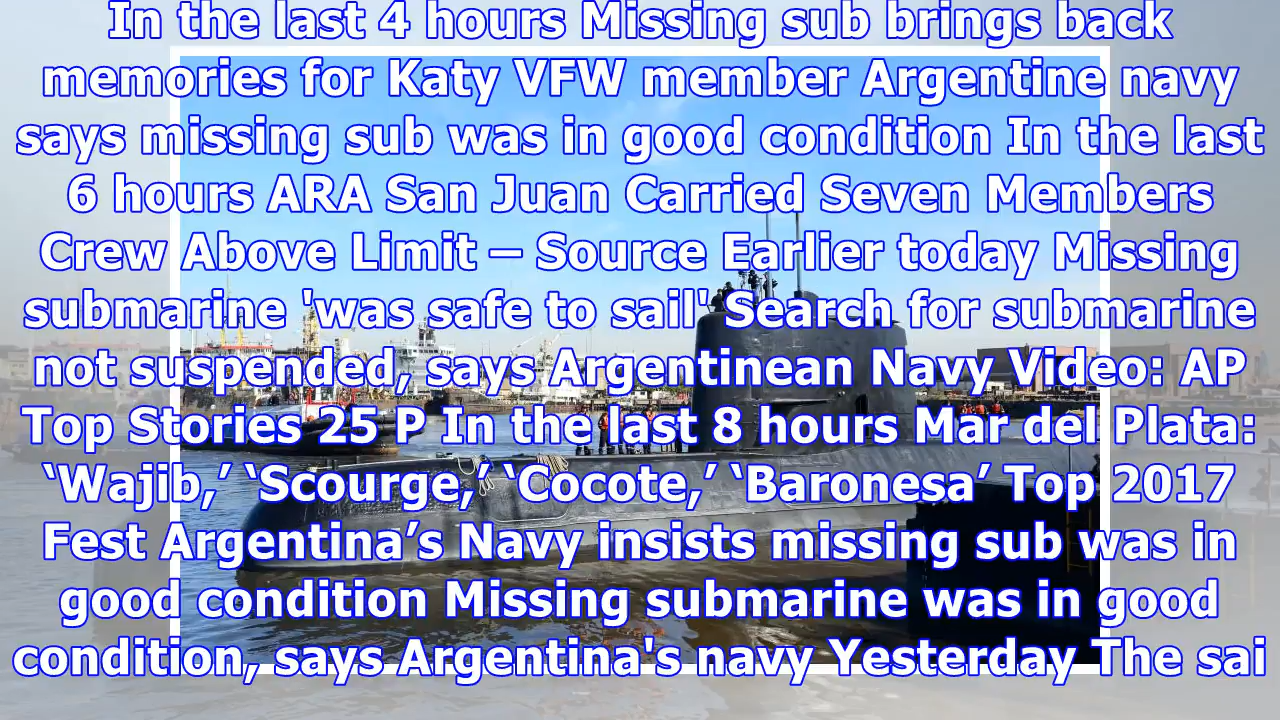 In the last 4 hours Missing sub brings back
memories for Katy VFW member Argentine navy
says missing sub was in good condition In the last
6 hours ARA San Juan Carried Seven Members
Crew Above Limit – Source Earlier today Missing
submarine 'was safe to sail' Search for submarine
not suspended, says Argentinean Navy Video: AP
Top Stories 25 P In the last 8 hours Mar del Plata:
‘Wajib,’ ‘Scourge,’ ‘Cocote,’ ‘Baronesa’ Top 2017
Fest Argentina’s Navy insists missing sub was in
good condition Missing submarine was in good
condition, says Argentina's navy Yesterday The sai